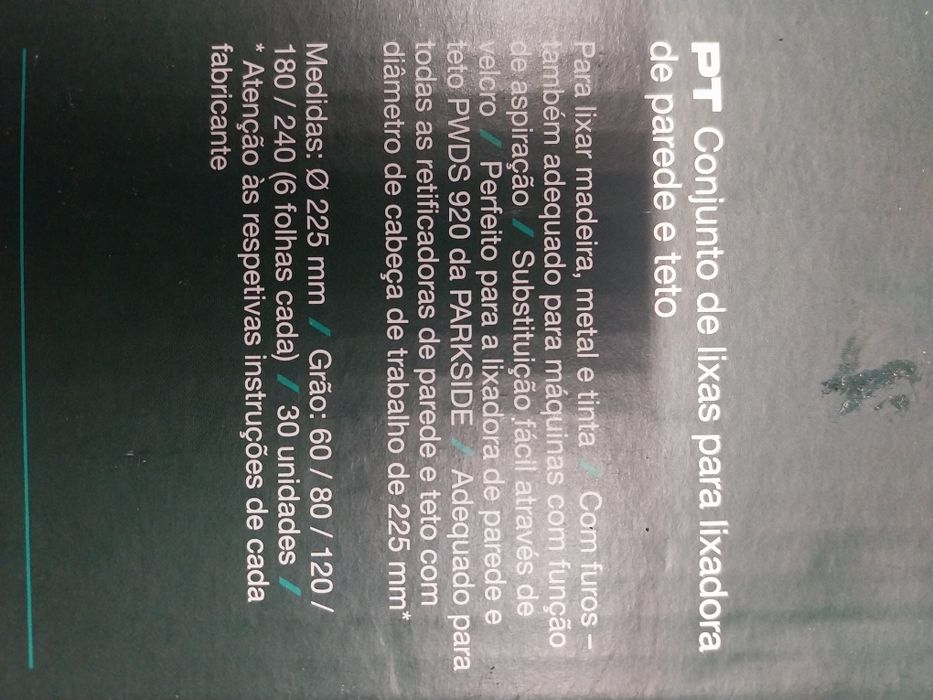 PT Conjunto de lixas para lixadora
de parede e teto
Para lixar madeira, metal e tinta / Com furos –
também adequado para máquinas com função
de aspiração / Substituição fácil através de
velcro / Perfeito para a lixadora de parede e
teto PWDS 920 da PARKSIDE / Adequado para
todas as retificadoras de parede e teto com
diâmetro de cabeça de trabalho de 225 mm*
Medidas: Ø 225 mm / Grão: 60 / 80 / 120 /
180 / 240 (6 folhas cada) / 30 unidades /
* Atenção às respetivas instruções de cada
fabricante